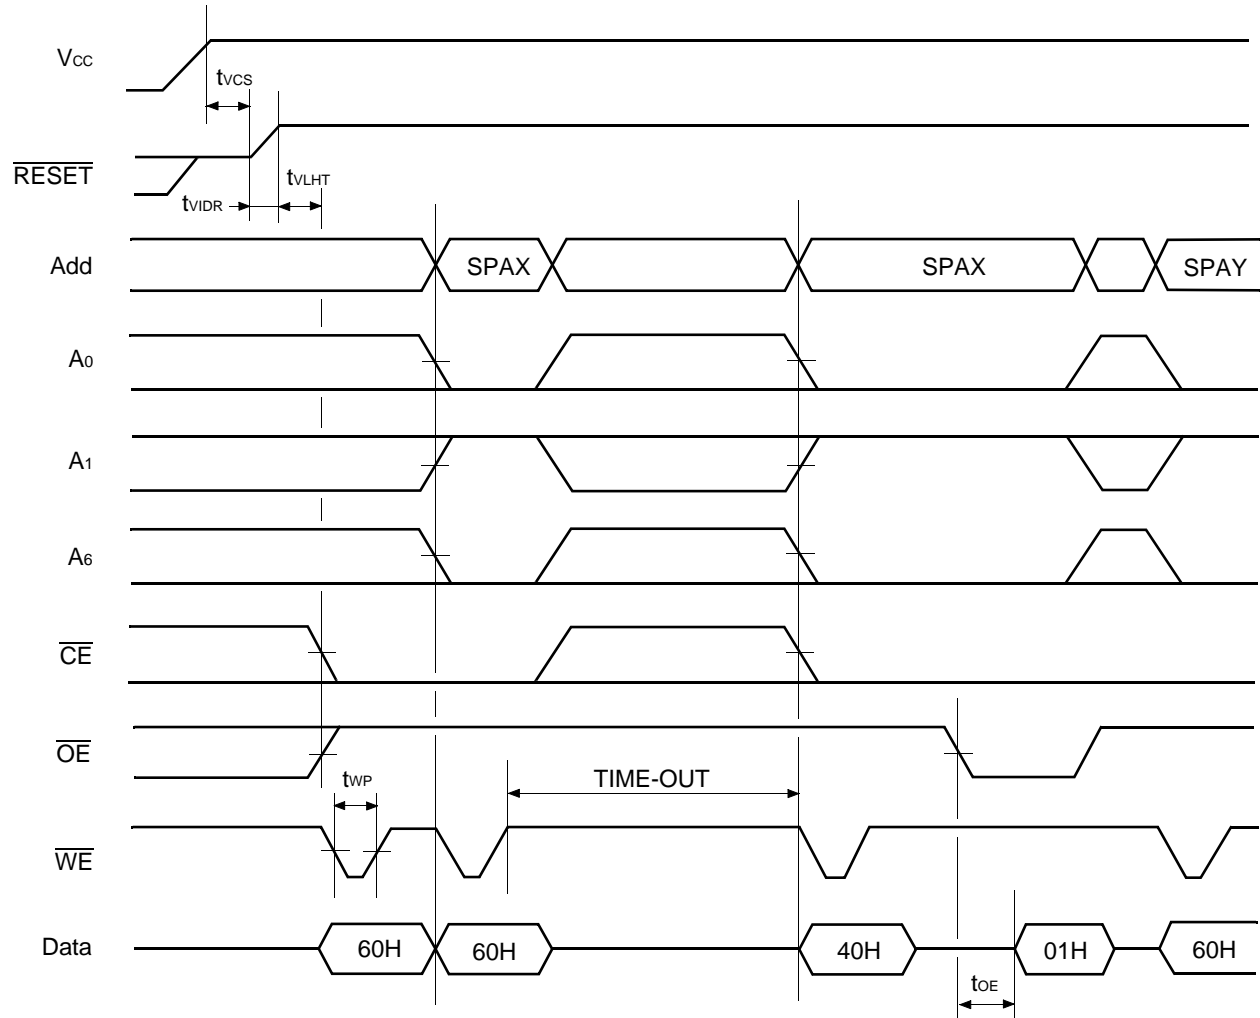 VCC
tVCS
RESET
tVLHT
tVIDR
Add
SPAX
SPAX
SPAY
A0
A1
A6
CE
OE
tWP
TIME-OUT
WE
Data
60H
60H
40H
01H
60H
tOE